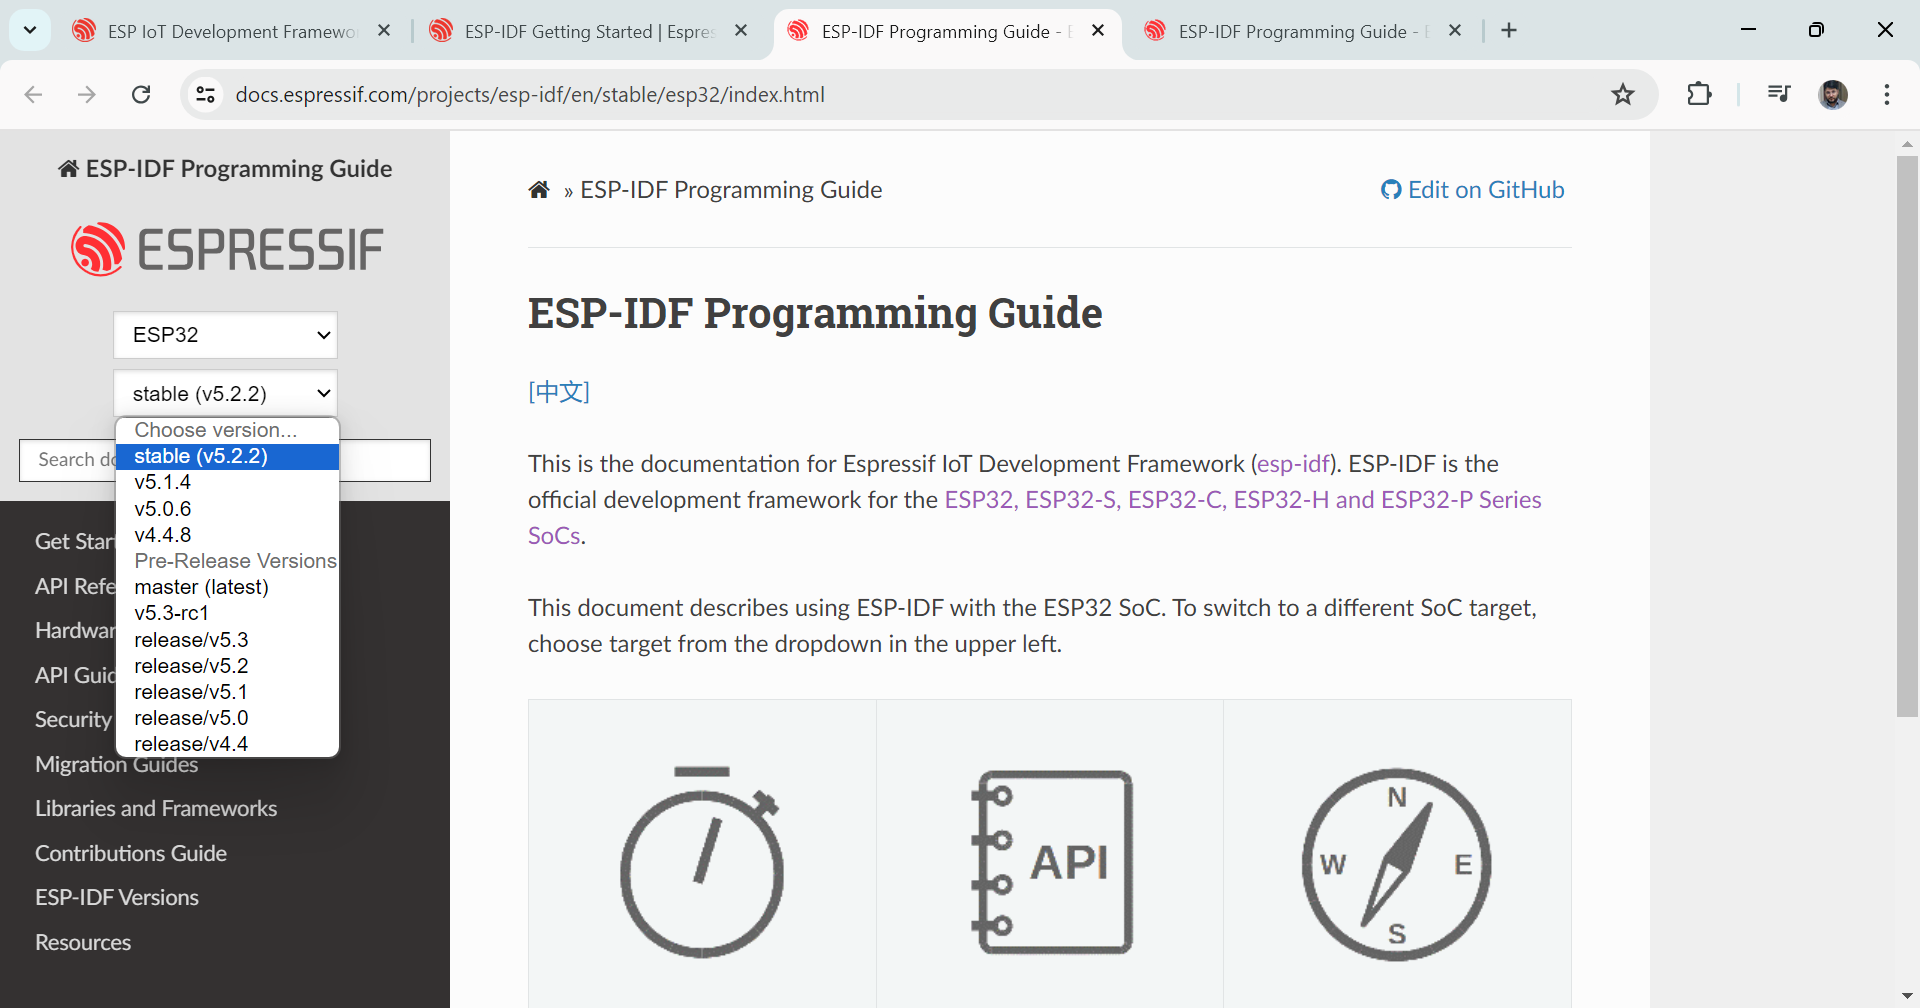 ESP IoT Development Framewo
ESP-IDF Getting Started | Espres
ESP-IDF Programming Guide -
ESP-IDF Programming Guide -
docs.espressif.com/projects/esp-idf/en/stable/esp32/index.html
ESP-IDF Programming Guide
ESPRESSIF
ESP32
stable (v5.2.2)
Choose version...
stable (v5.2.2)
v5.1.4
v5.0.6
v4.4.8
Pre-Release Versions
master (latest)
v5.3-rc1
release/v5.3
release/v5.2
release/v5.1
release/v5.0
release/v4.4
Search do
Get Start
API Refe
Hardwar
API Guid
Security
Migration Guides
Libraries and Frameworks
Contributions Guide
ESP-IDF Versions
Resources
» ESP-IDF Programming Guide
Edit on GitHub
ESP-IDF Programming Guide
[中文]
This is the documentation for Espressif IoT Development Framework (esp-idf). ESP-IDF is the
official development framework for the ESP32, ESP32-S, ESP32-C, ESP32-H and ESP32-P Series
SoCs.
This document describes using ESP-IDF with the ESP32 SoC. To switch to a different SoC target,
choose target from the dropdown in the upper left.
API
N
W E
S